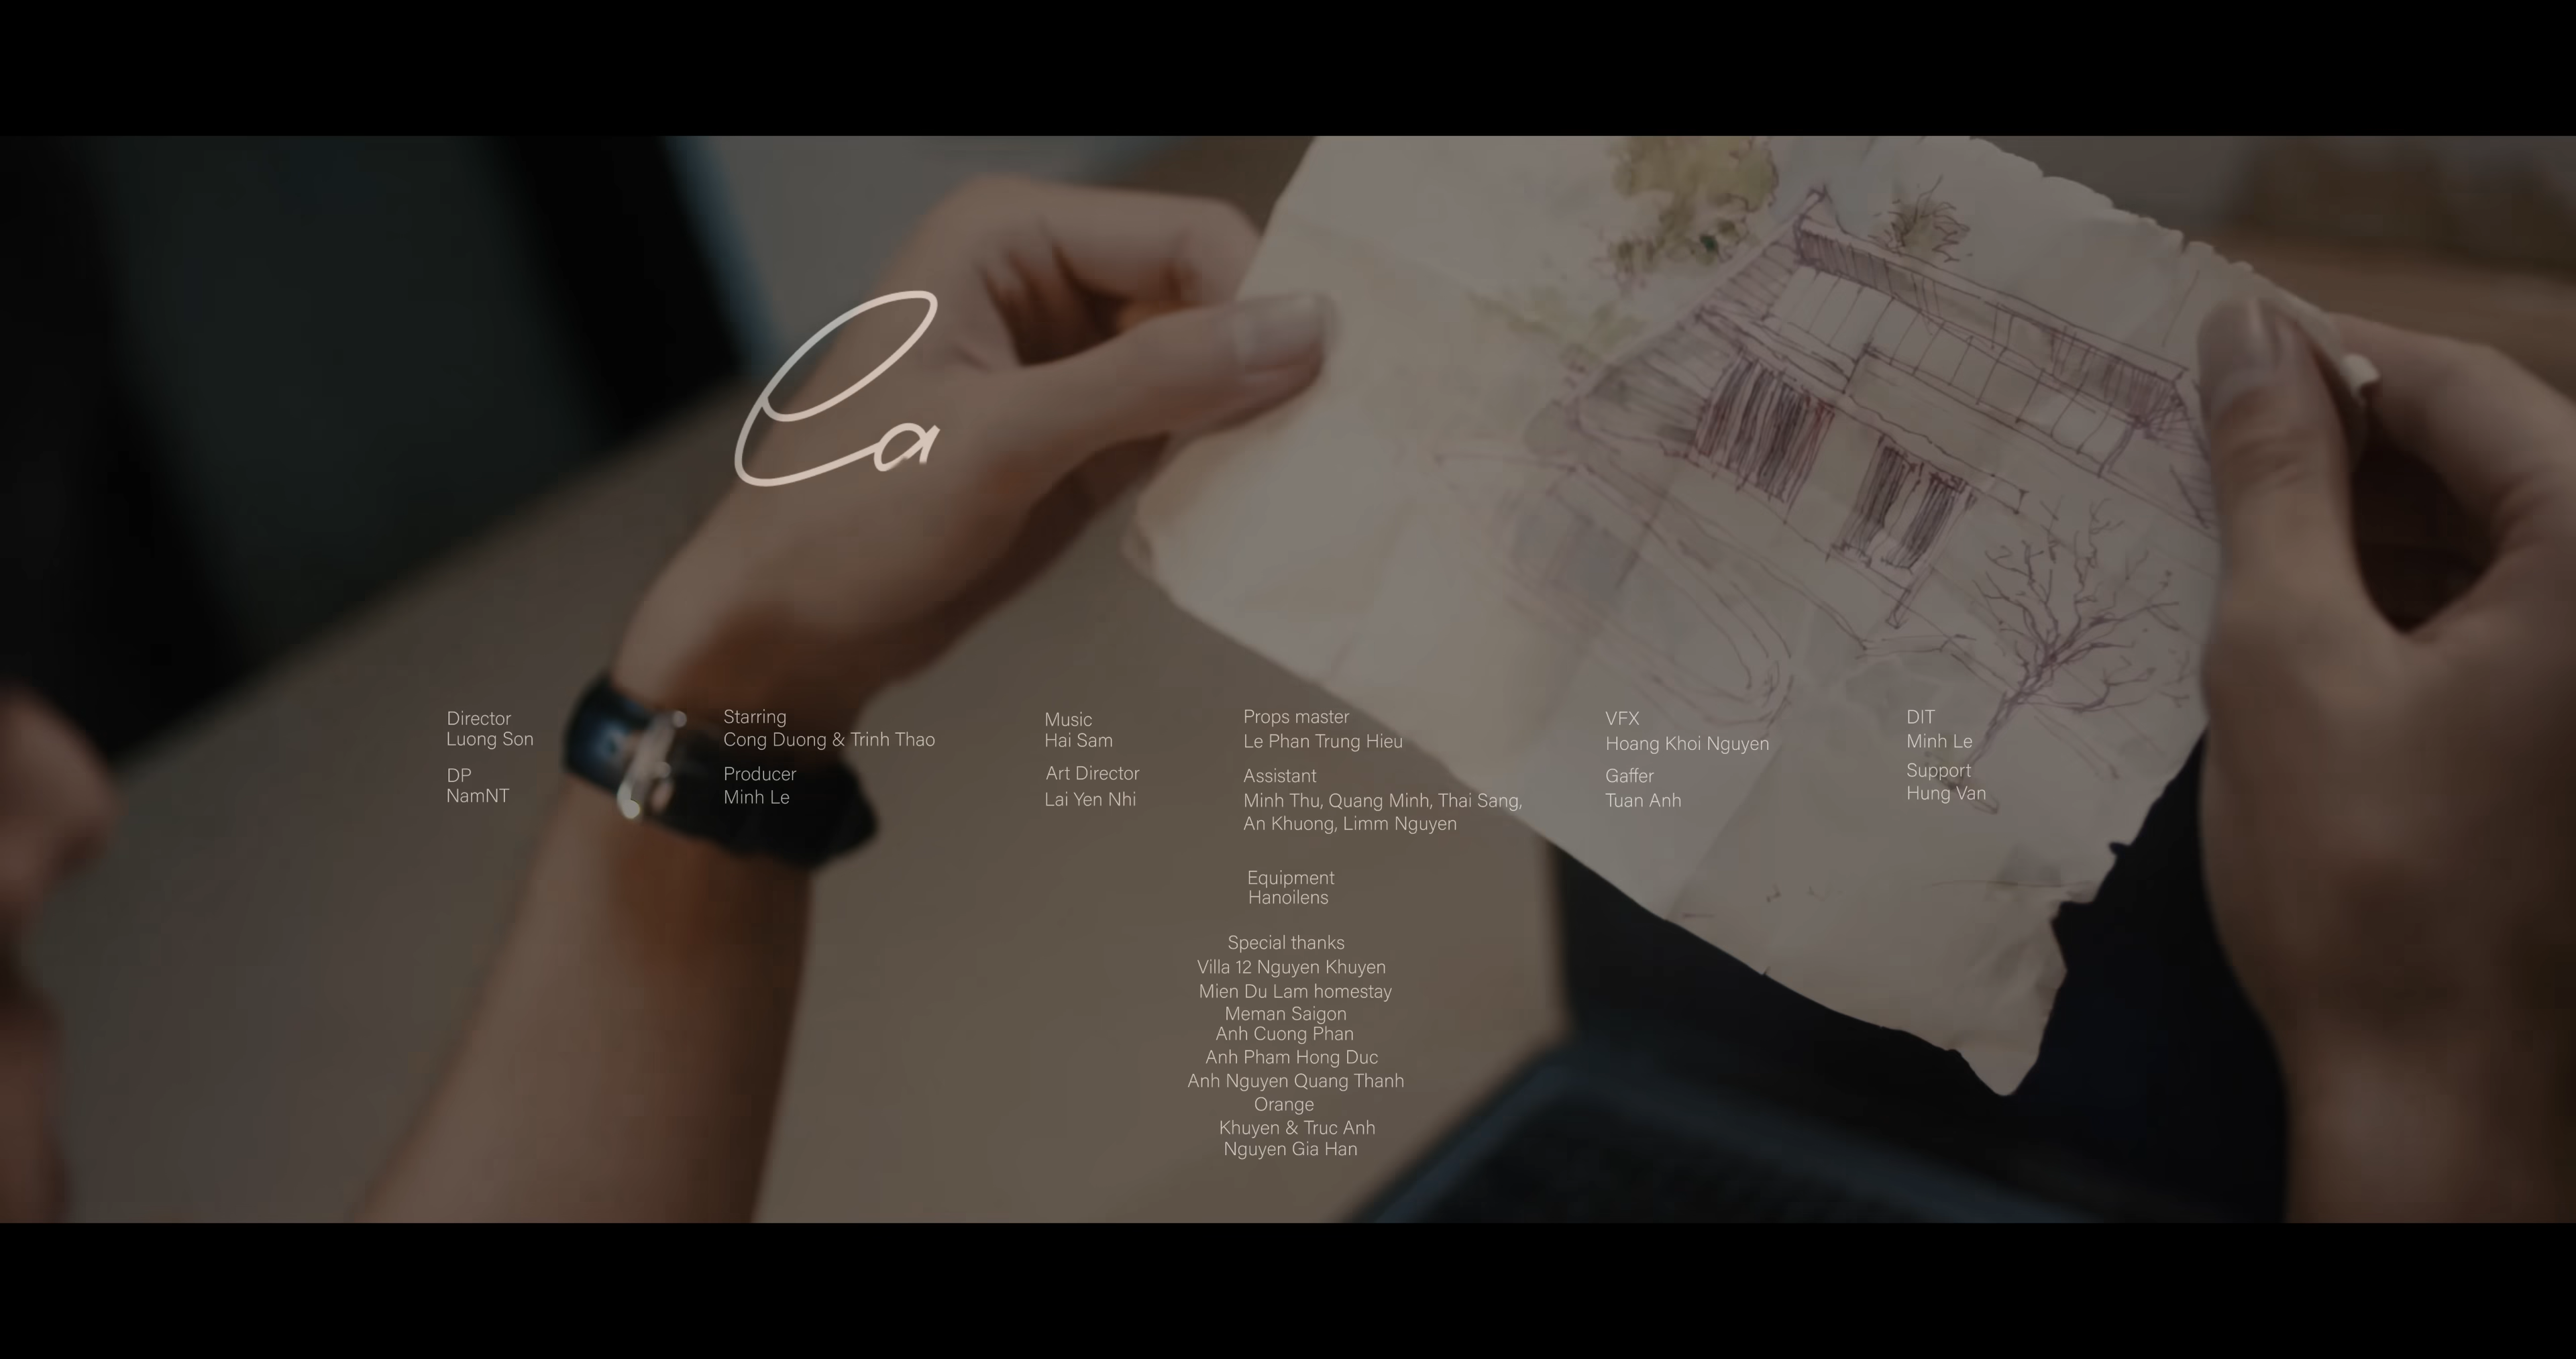 la
Director
Luong Son
DP
NamNT
Starring
Cong Duong & Trinh Thao
Producer
Minh Le
Music
Hai Sam
Art Director
Lai Yen Nhi
Props master
Le Phan Trung Hieu
Assistant
Minh Thu, Quang Minh, Thai Sang,
An Khuong, Limm Nguyen
VFX
Hoang Khoi Nguyen
Gaffer
Tuan Anh
DIT
Minh Le
Support
Hung Van
Equipment
Hanoilens
Special thanks
Villa 12 Nguyen Khuyen
Mien Du Lam homestay
Meman Saigon
Anh Cuong Phan
Anh Pham Hong Duc
Anh Nguyen Quang Thanh
Orange
Khuyen & Truc Anh
Nguyen Gia Han